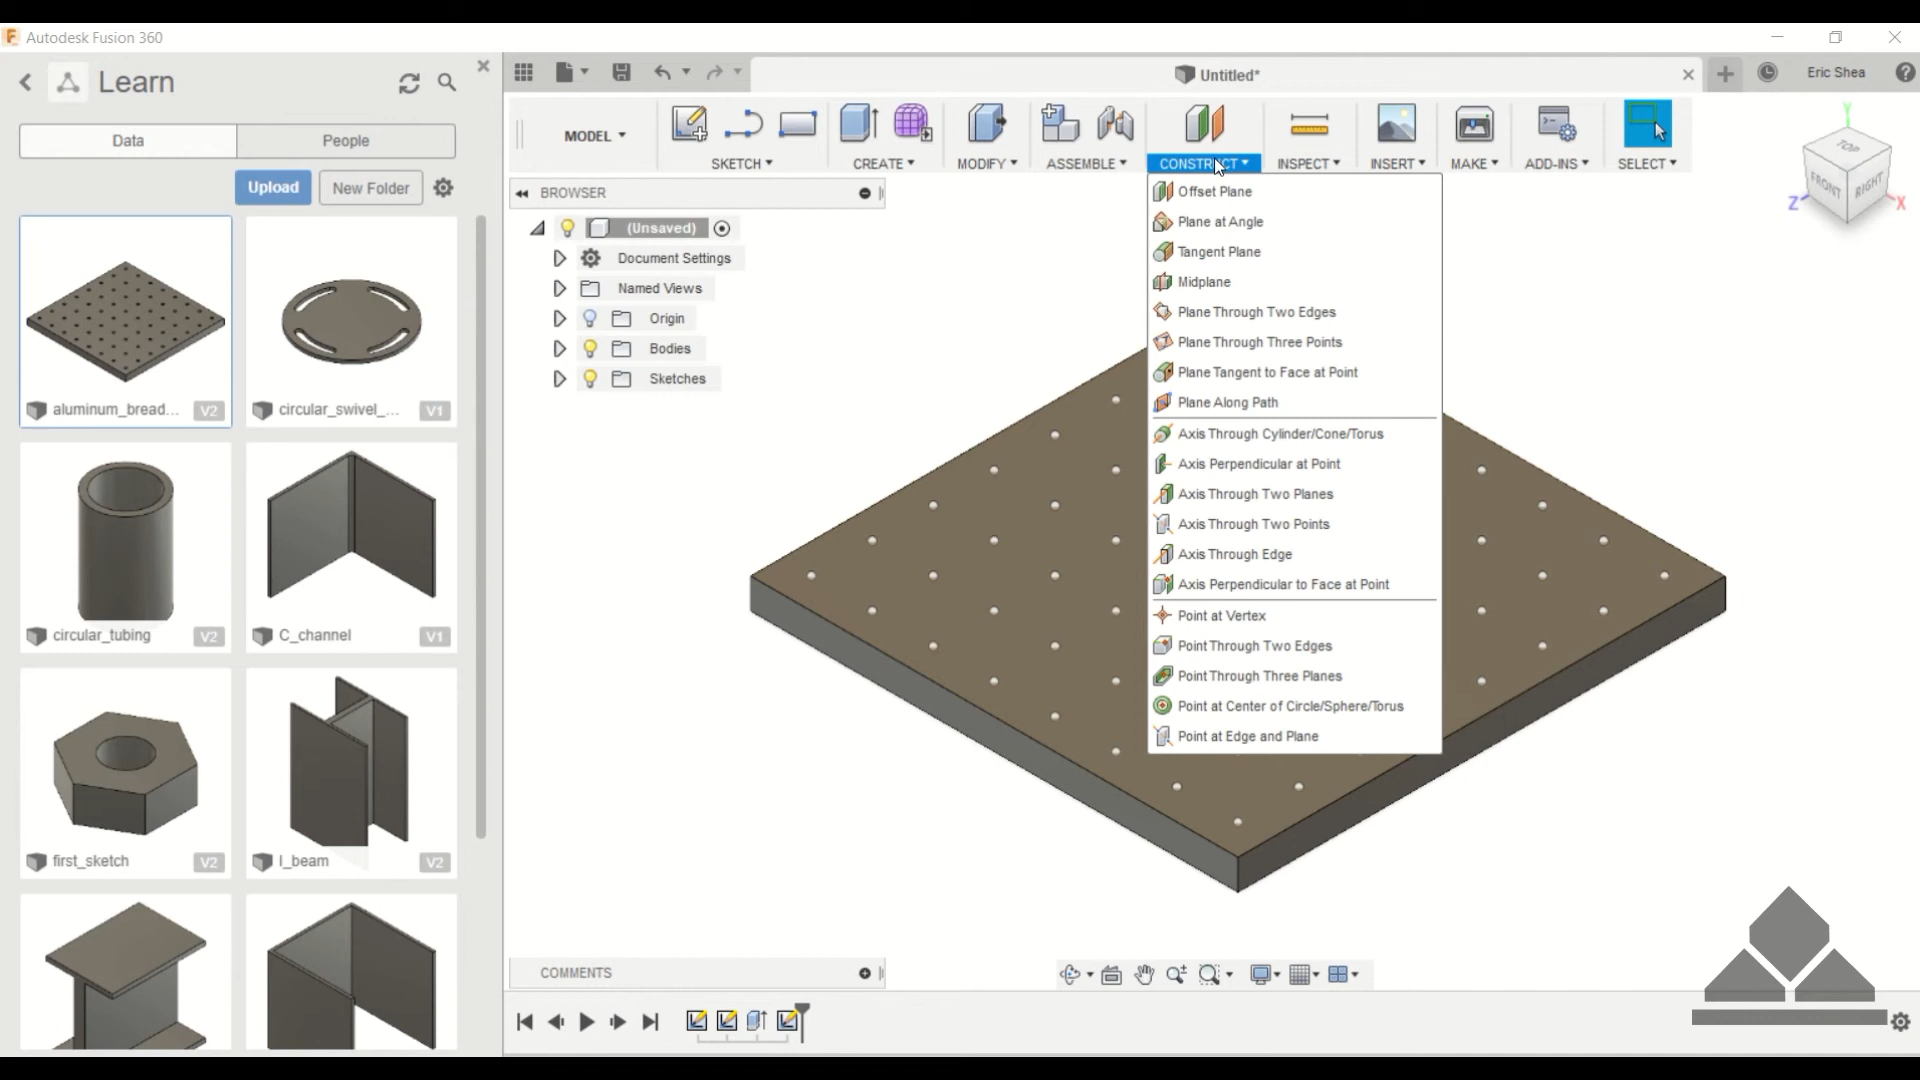 Autodesk Fusion 360
Learn
Data
People
Upload
New Folder
aluminum_bread...
V2
circular_swivel_...
V1
circular_tubing
V2
C_channel
V1
first_sketch
V2
I_beam
V2
Untitled*
Eric Shea
MODEL
SKETCH
CREATE
MODIFY
ASSEMBLE
CONSTRUCT
INSPECT
INSERT
MAKE
ADD-INS
SELECT
BROWSER
(Unsaved)
Document Settings
Named Views
Origin
Bodies
Sketches
Offset Plane
Plane at Angle
Tangent Plane
Midplane
Plane Through Two Edges
Plane Through Three Points
Plane Tangent to Face at Point
Plane Along Path
Axis Through Cylinder/Cone/Torus
Axis Perpendicular at Point
Axis Through Two Planes
Axis Through Two Points
Axis Through Edge
Axis Perpendicular to Face at Point
Point at Vertex
Point Through Two Edges
Point Through Three Planes
Point at Center of Circle/Sphere/Torus
Point at Edge and Plane
Y
TOP
FRONT
RIGHT
Z
X
COMMENTS